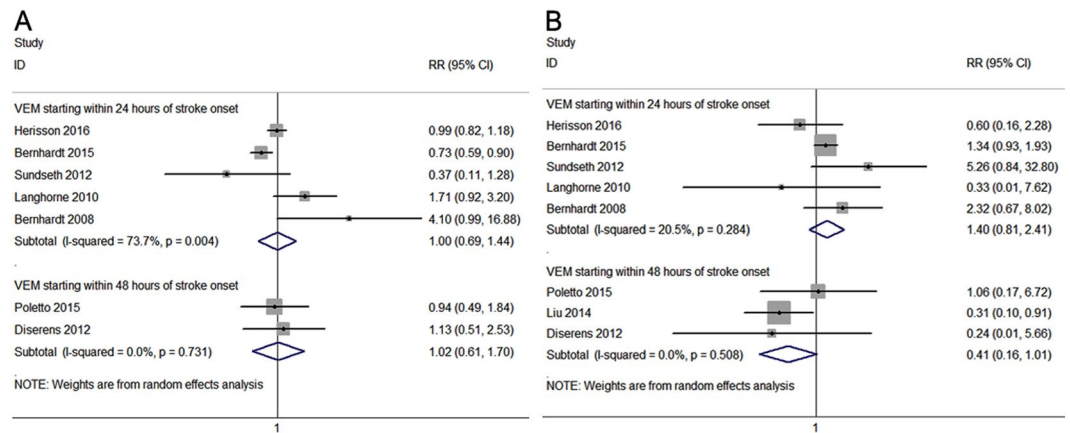 A
Study
ID RR (95% CI)
VEM starting within 24 hours of stroke onset
Herisson 2016 0.99 (0.82, 1.18)
Bernhardt 2015 0.73 (0.59, 0.90)
Sundseth 2012 0.37 (0.11, 1.28)
Langhorne 2010 1.71 (0.92, 3.20)
Bernhardt 2008 4.10 (0.99, 16.88)
Subtotal (I-squared = 73.7%, p = 0.004) 1.00 (0.69, 1.44)
.
VEM starting within 48 hours of stroke onset
Poletto 2015 0.94 (0.49, 1.84)
Diserens 2012 1.13 (0.51, 2.53)
Subtotal (I-squared = 0.0%, p = 0.731) 1.02 (0.61, 1.70)
.
NOTE: Weights are from random effects analysis
1
B
Study
ID RR (95% CI)
VEM starting within 24 hours of stroke onset
Herisson 2016 0.60 (0.16, 2.28)
Bernhardt 2015 1.34 (0.93, 1.93)
Sundseth 2012 5.26 (0.84, 32.80)
Langhorne 2010 0.33 (0.01, 7.62)
Bernhardt 2008 2.32 (0.67, 8.02)
Subtotal (I-squared = 20.5%, p = 0.284) 1.40 (0.81, 2.41)
.
VEM starting within 48 hours of stroke onset
Poletto 2015 1.06 (0.17, 6.72)
Liu 2014 0.31 (0.10, 0.91)
Diserens 2012 0.24 (0.01, 5.66)
Subtotal (I-squared = 0.0%, p = 0.508) 0.41 (0.16, 1.01)
.
NOTE: Weights are from random effects analysis
1